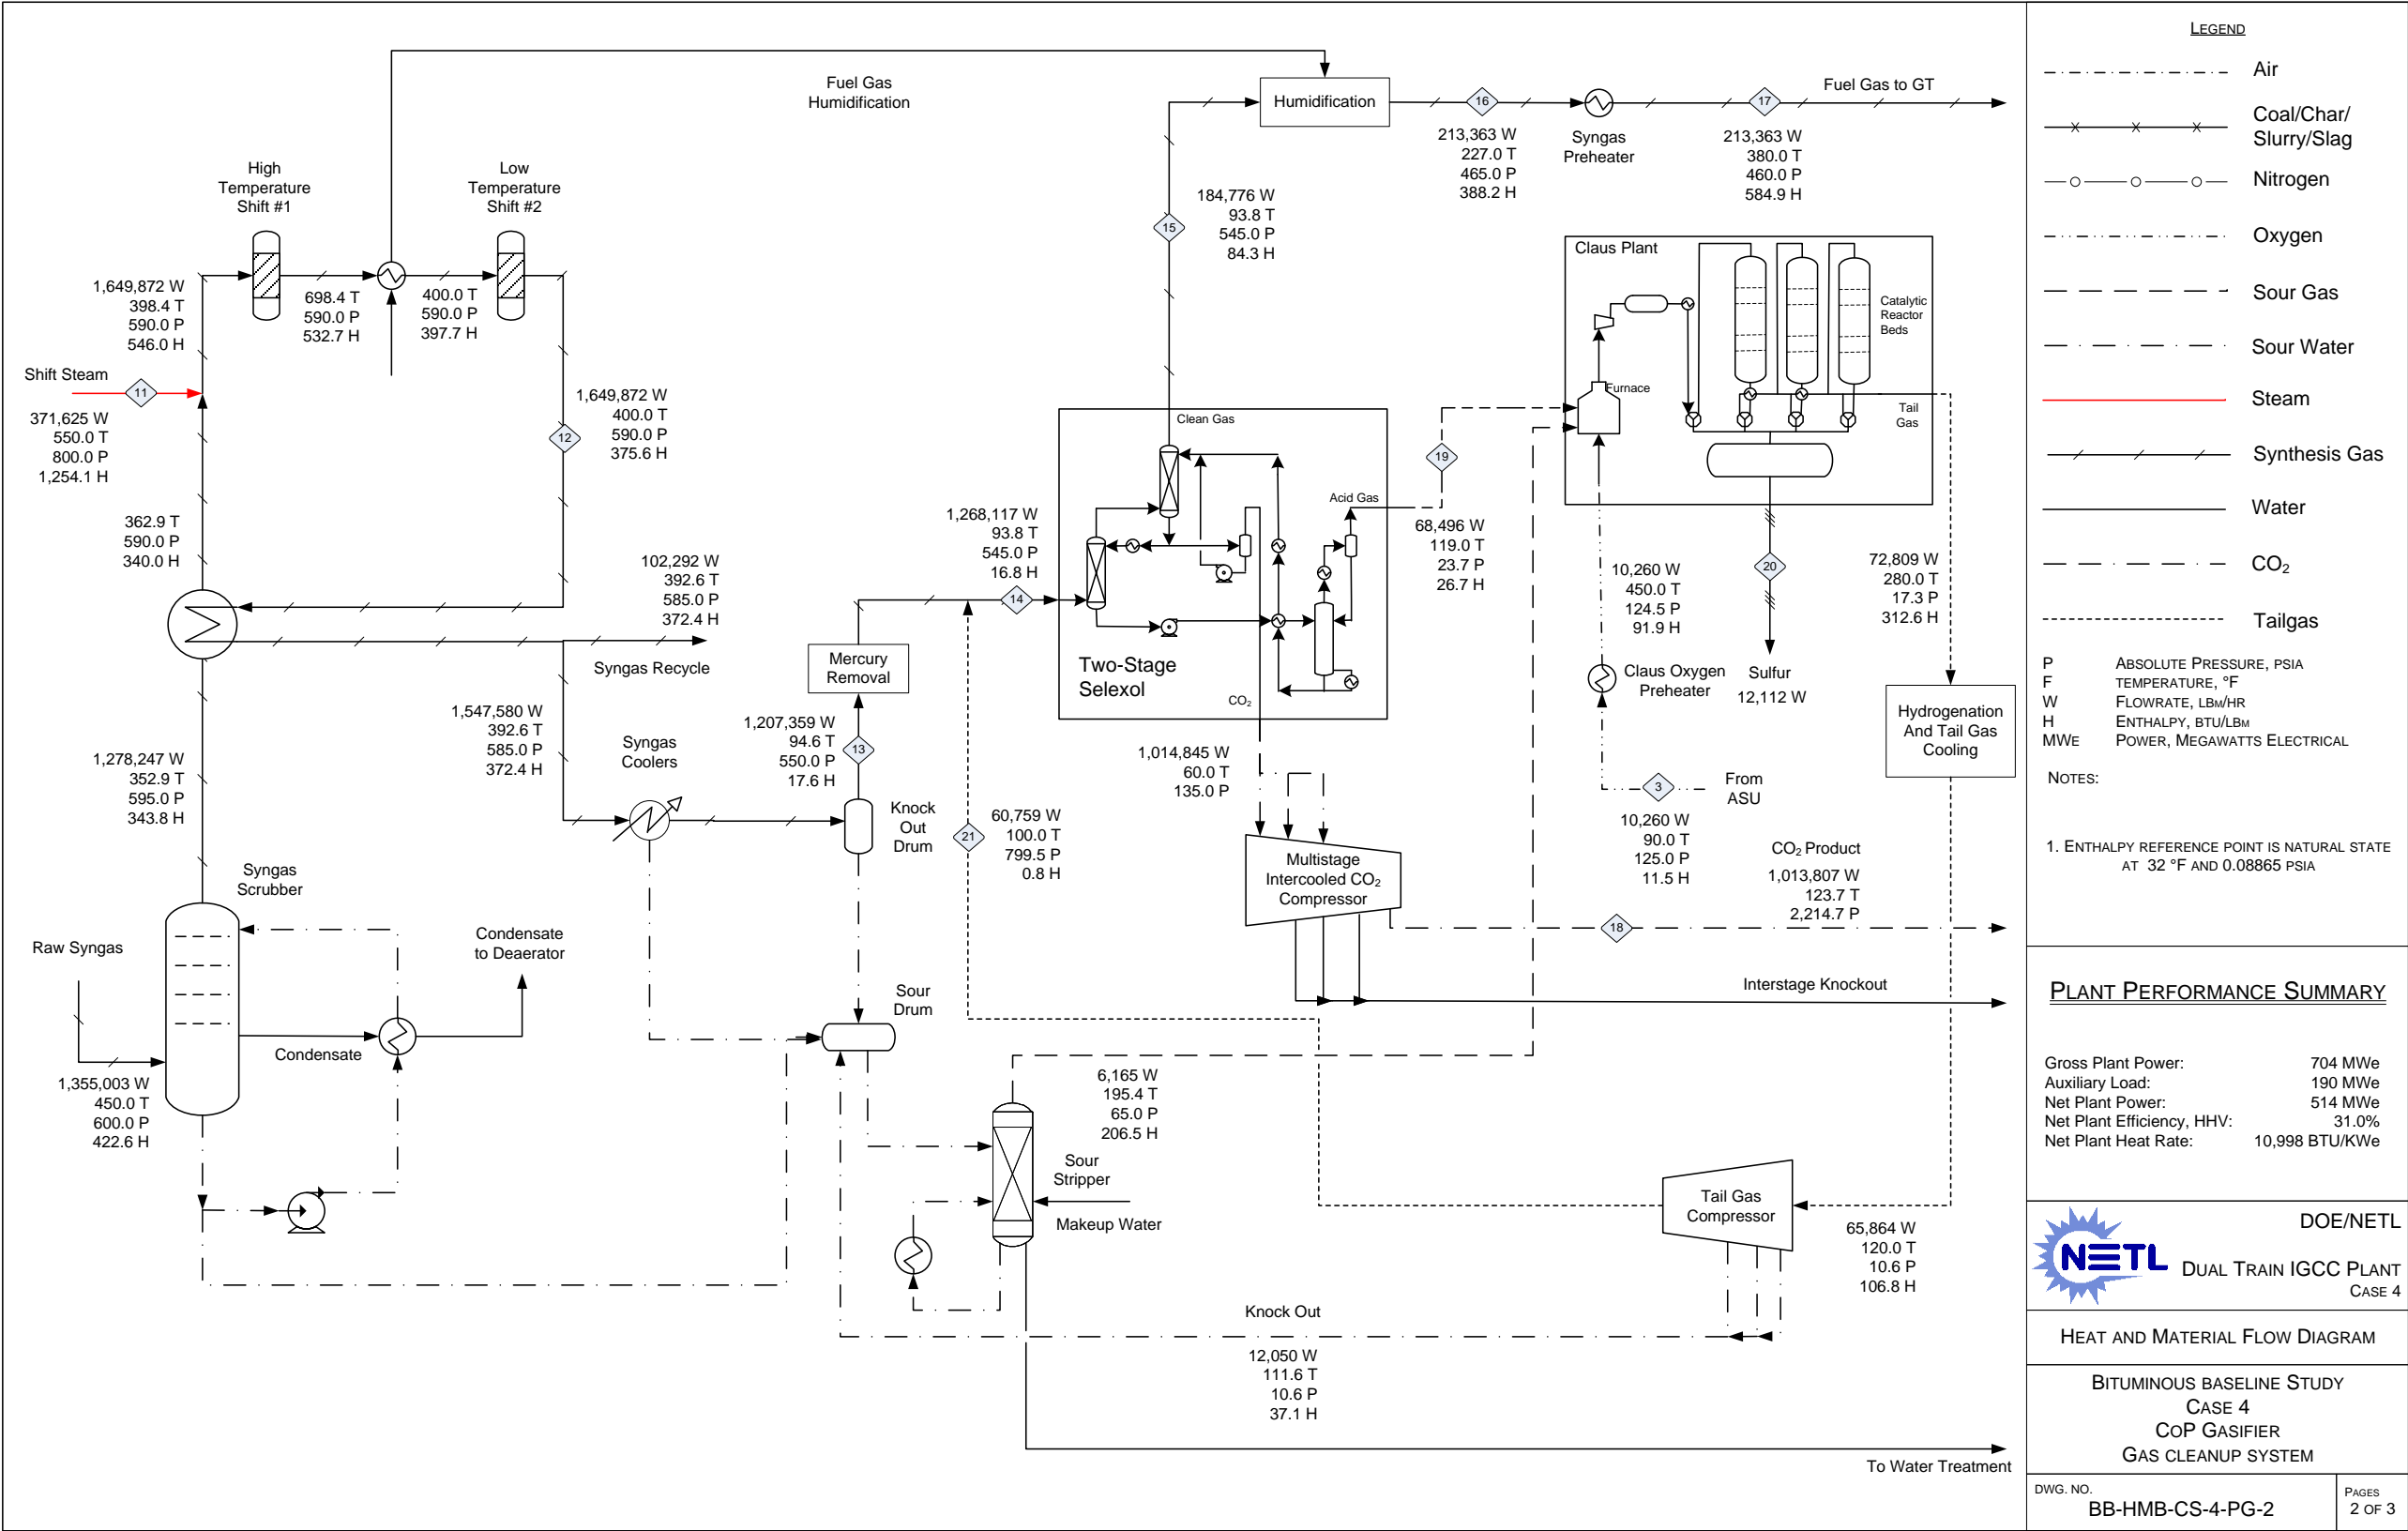 Fuel Gas
Humidification
Humidification
16
213,363 W
227.0 T
465.0 P
388.2 H
Syngas
Preheater
17
Fuel Gas to GT
213,363 W
380.0 T
460.0 P
584.9 H
High
Temperature
Shift #1
Low
Temperature
Shift #2
1,649,872 W
398.4 T
590.0 P
546.0 H
698.4 T
590.0 P
532.7 H
400.0 T
590.0 P
397.7 H
Shift Steam
11
371,625 W
550.0 T
800.0 P
1,254.1 H
1,649,872 W
400.0 T
590.0 P
375.6 H
12
362.9 T
590.0 P
340.0 H
102,292 W
392.6 T
585.0 P
372.4 H
Syngas Recycle
1,547,580 W
392.6 T
585.0 P
372.4 H
1,278,247 W
352.9 T
595.0 P
343.8 H
Syngas
Scrubber
Raw Syngas
1,355,003 W
450.0 T
600.0 P
422.6 H
Condensate
Condensate
to Deaerator
Syngas
Coolers
Mercury
Removal
1,207,359 W
94.6 T
550.0 P
17.6 H
13
Knock
Out
Drum
Sour
Drum
184,776 W
93.8 T
545.0 P
84.3 H
15
1,268,117 W
93.8 T
545.0 P
16.8 H
14
Clean Gas
Acid Gas
Two-Stage
Selexol
CO2
19
68,496 W
119.0 T
23.7 P
26.7 H
60,759 W
100.0 T
799.5 P
0.8 H
21
1,014,845 W
60.0 T
135.0 P
Multistage
Intercooled CO2
Compressor
Claus Plant
Catalytic
Reactor
Beds
Furnace
Tail
Gas
10,260 W
450.0 T
124.5 P
91.9 H
20
Sulfur
12,112 W
72,809 W
280.0 T
17.3 P
312.6 H
Claus Oxygen
Preheater
Hydrogenation
And Tail Gas
Cooling
3
From
ASU
10,260 W
90.0 T
125.0 P
11.5 H
CO2 Product
1,013,807 W
123.7 T
2,214.7 P
18
Interstage Knockout
6,165 W
195.4 T
65.0 P
206.5 H
Sour
Stripper
Makeup Water
Tail Gas
Compressor
65,864 W
120.0 T
10.6 P
106.8 H
Knock Out
12,050 W
111.6 T
10.6 P
37.1 H
To Water Treatment
LEGEND
Air
Coal/Char/
Slurry/Slag
Nitrogen
Oxygen
Sour Gas
Sour Water
Steam
Synthesis Gas
Water
CO2
Tailgas
P ABSOLUTE PRESSURE, PSIA
F TEMPERATURE, °F
W FLOWRATE, LBM/HR
H ENTHALPY, BTU/LBM
MWE POWER, MEGAWATTS ELECTRICAL
NOTES:
1. ENTHALPY REFERENCE POINT IS NATURAL STATE
AT 32 °F AND 0.08865 PSIA
PLANT PERFORMANCE SUMMARY
Gross Plant Power: 704 MWe
Auxiliary Load: 190 MWe
Net Plant Power: 514 MWe
Net Plant Efficiency, HHV: 31.0%
Net Plant Heat Rate: 10,998 BTU/KWe
NETL
DOE/NETL
DUAL TRAIN IGCC PLANT
CASE 4
HEAT AND MATERIAL FLOW DIAGRAM
BITUMINOUS BASELINE STUDY
CASE 4
COP GASIFIER
GAS CLEANUP SYSTEM
DWG. NO.
BB-HMB-CS-4-PG-2
PAGES
2 OF 3